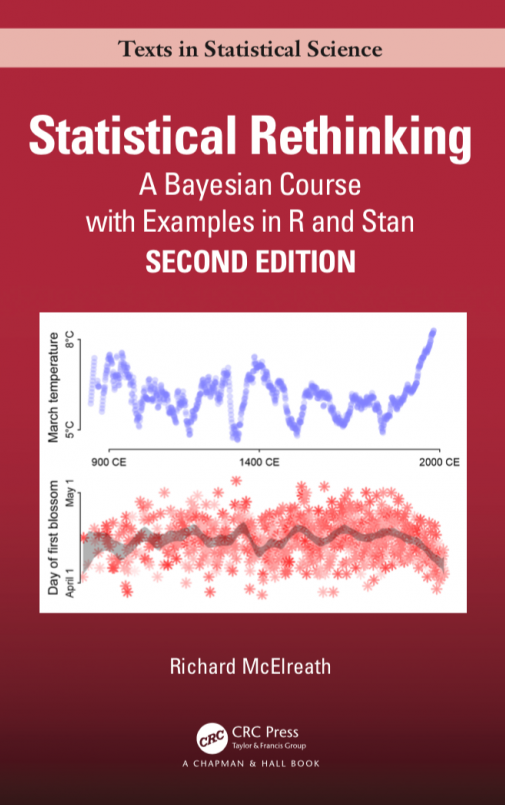 Texts in Statistical Science
Statistical Rethinking
A Bayesian Course
with Examples in R and Stan
SECOND EDITION
March temperature
8°C
5°C
900 CE
1400 CE
2000 CE
Day of first blossom
May 1
April 1
Richard McElreath
CRC
CRC Press
Taylor & Francis Group
A CHAPMAN & HALL BOOK